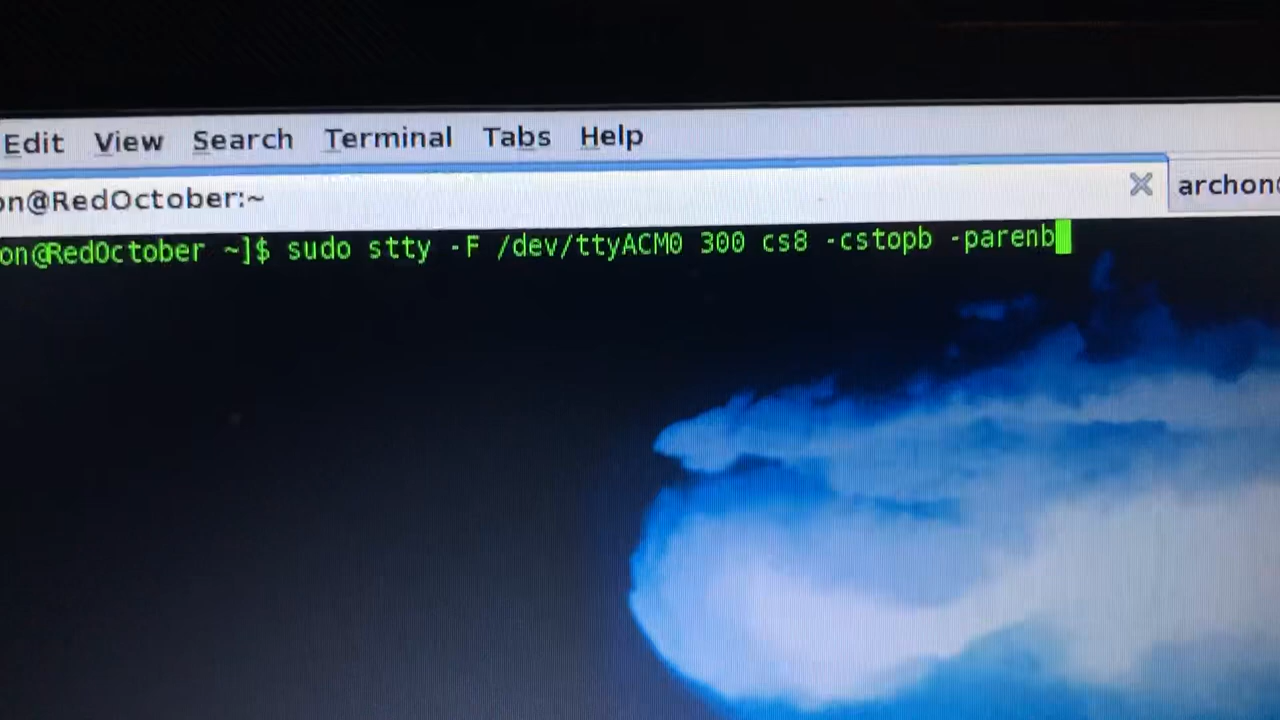 Edit View Search Terminal Tabs Help
on@RedOctober:~ archon@
on@RedOctober ~]$ sudo stty -F /dev/ttyACM0 300 cs8 -cstopb -parenb